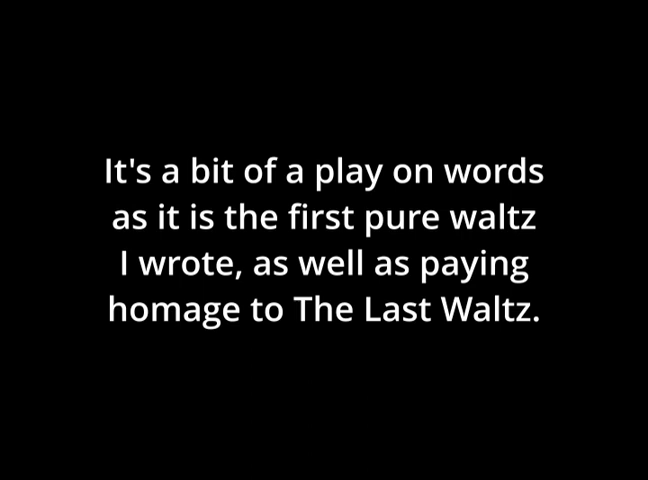 It's a bit of a play on words
as it is the first pure waltz
I wrote, as well as paying
homage to The Last Waltz.